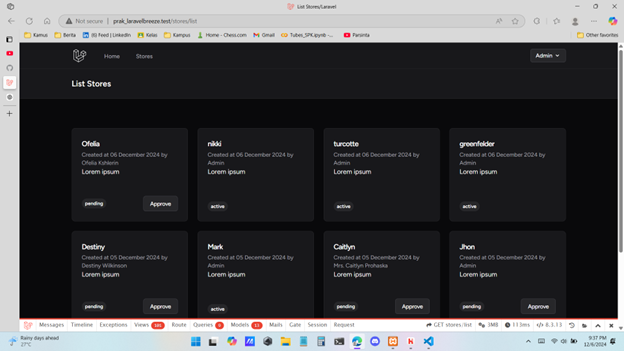 List Stores/Laravel
Not secure | prak_laravelbreeze.test/stores/list
Kamus Berita (6) Feed | LinkedIn Kelas Kampus Home - Chess.com Gmail Tubes_SPK.ipynb -... Parainta Other favorites
Home Stores Admin
List Stores
Ofelia
Created at 06 December 2024 by
Ofelia Kshlerin
Lorem ipsum
pending Approve
nikki
Created at 06 December 2024 by
Admin
Lorem ipsum
active
turcotte
Created at 06 December 2024 by
Admin
Lorem ipsum
active
greenfelder
Created at 06 December 2024 by
Admin
Lorem ipsum
active
Destiny
Created at 05 December 2024 by
Destiny Wilkinson
Lorem ipsum
pending Approve
Mark
Created at 05 December 2024 by
Admin
Lorem ipsum
active
Caitlyn
Created at 05 December 2024 by
Mrs. Caitlyn Prohaska
Lorem ipsum
pending Approve
Jhon
Created at 05 December 2024 by
Admin
Lorem ipsum
pending Approve
Messages Timeline Exceptions Views 105 Route Queries 9 Models 13 Mails Gate Session Request GET stores/list 3MB 113ms 8.3.13
Rainy days ahead
27°C
9:37 PM
12/6/2024